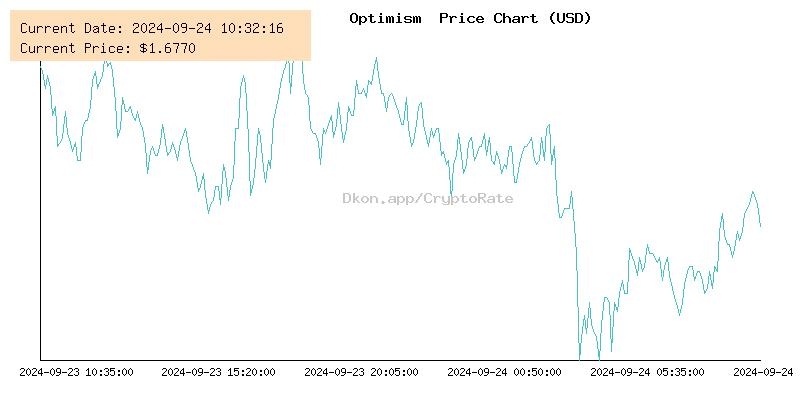 Optimism  Price Chart (USD)
Current Date: 2024-09-24 10:32:16
Current Price: $1.6770
Dkon.app/CryptoRate
2024-09-23 10:35:00 2024-09-23 15:20:00 2024-09-23 20:05:00 2024-09-24 00:50:00 2024-09-24 05:35:00 2024-09-24